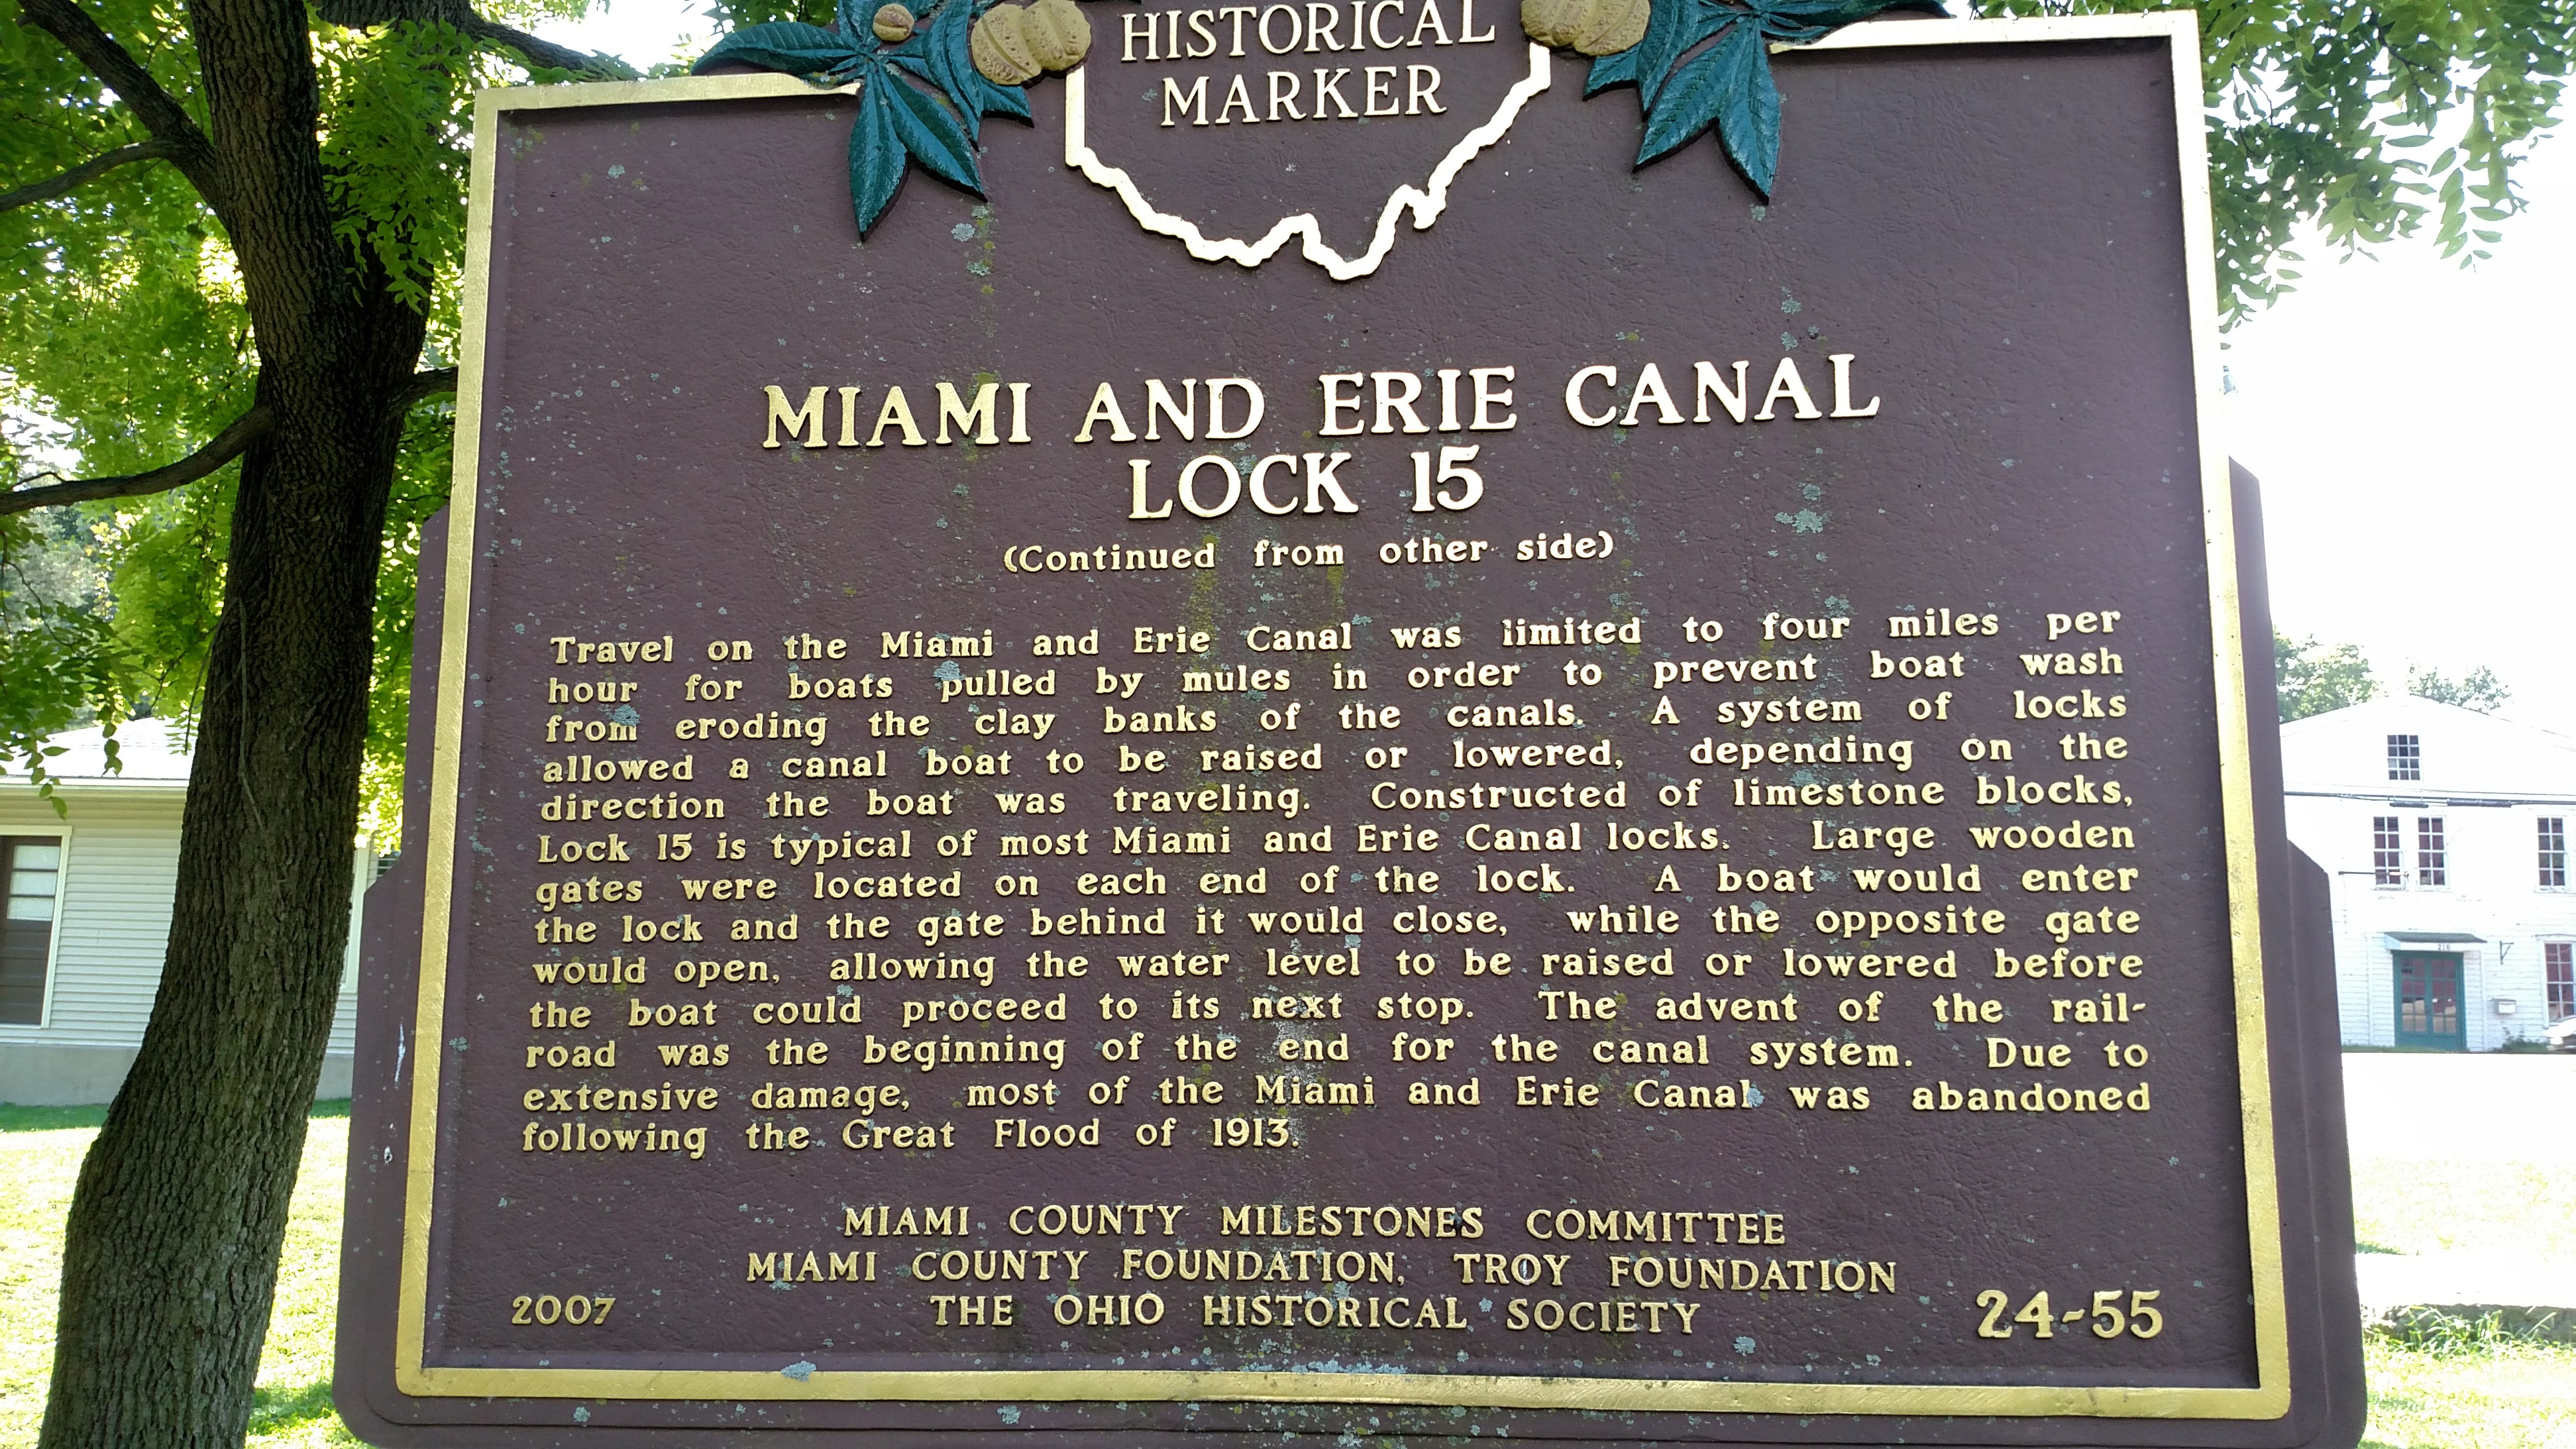 HISTORICAL
MARKER
MIAMI AND ERIE CANAL
LOCK 15
(Continued from other side)
Travel on the Miami and Erie Canal was limited to four miles per
hour for boats pulled by mules in order to prevent boat wash
from eroding the clay banks of the canals. A system of locks
allowed a canal boat to be raised or lowered, depending on the
direction the boat was traveling. Constructed of limestone blocks,
Lock 15 is typical of most Miami and Erie Canal locks. Large wooden
gates were located on each end of the lock. A boat would enter
the lock and the gate behind it would close, while the opposite gate
would open, allowing the water level to be raised or lowered before
the boat could proceed to its next stop. The advent of the rail-
road was the beginning of the end for the canal system. Due to
extensive damage, most of the Miami and Erie Canal was abandoned
following the Great Flood of 1913.
MIAMI COUNTY MILESTONES COMMITTEE
MIAMI COUNTY FOUNDATION, TROY FOUNDATION
THE OHIO HISTORICAL SOCIETY
2007
24-55
216